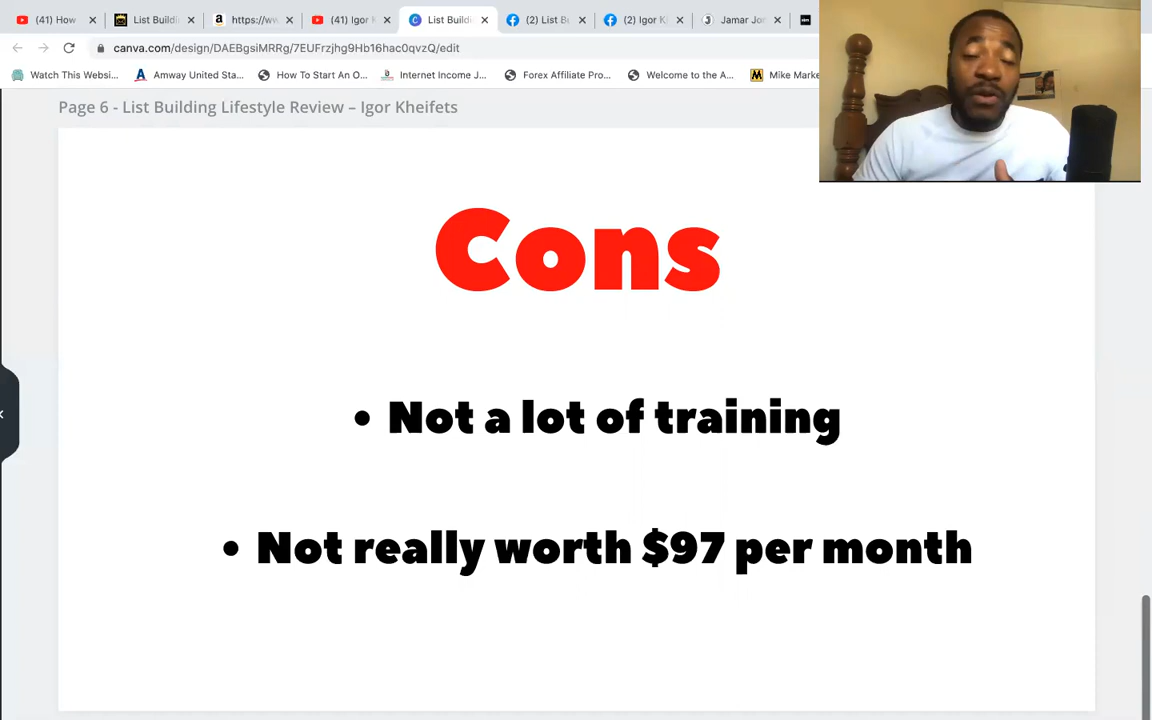 (41) How
List Buildi
https://ww
(41) Igor K
List Buildi
(2) List Bu
(2) Igor Kh
Jamar Jon
canva.com/design/DAEBgsiMRRg/7EUFrzjhg9Hb16hac0qvzQ/edit
Watch This Websi...
Amway United Sta...
How To Start An O...
Internet Income J...
Forex Affiliate Pro...
Welcome to the A...
Mike Marke
Page 6 - List Building Lifestyle Review – Igor Kheifets
Cons
• Not a lot of training
• Not really worth $97 per month